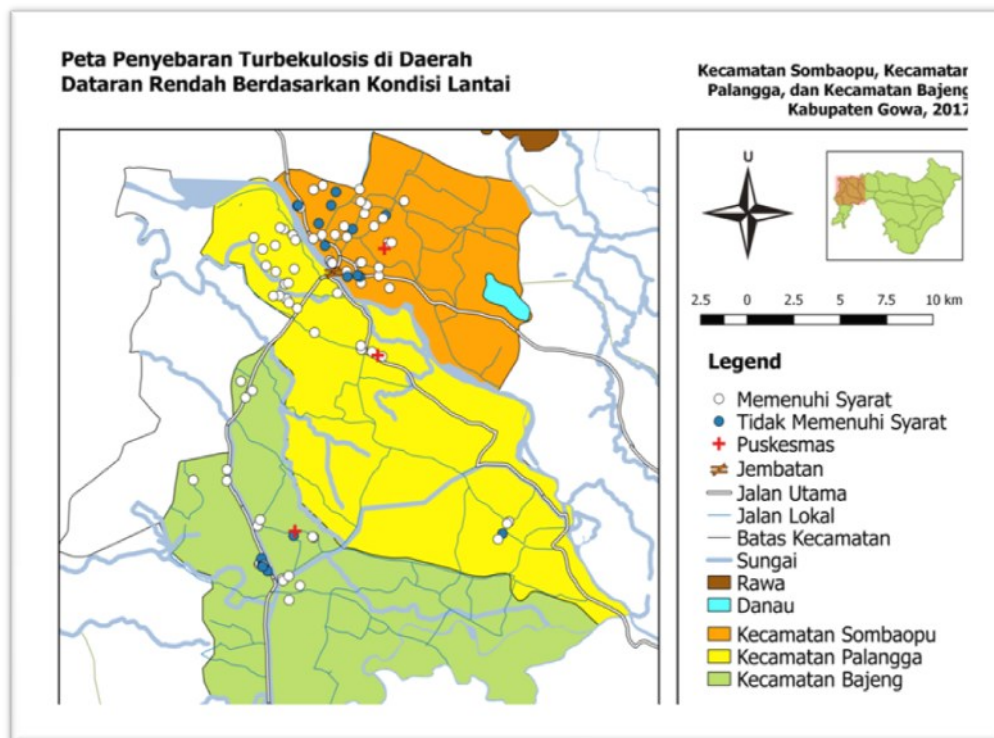 Peta Penyebaran Turbekulosis di Daerah
Dataran Rendah Berdasarkan Kondisi Lantai
Kecamatan Sombaopu, Kecamatan
Palangga, dan Kecamatan Bajeng
Kabupaten Gowa, 2017
U
2.5 0 2.5 5 7.5 10 km
Legend
Memenuhi Syarat
Tidak Memenuhi Syarat
Puskesmas
Jembatan
Jalan Utama
Jalan Lokal
Batas Kecamatan
Sungai
Rawa
Danau
Kecamatan Sombaopu
Kecamatan Palangga
Kecamatan Bajeng